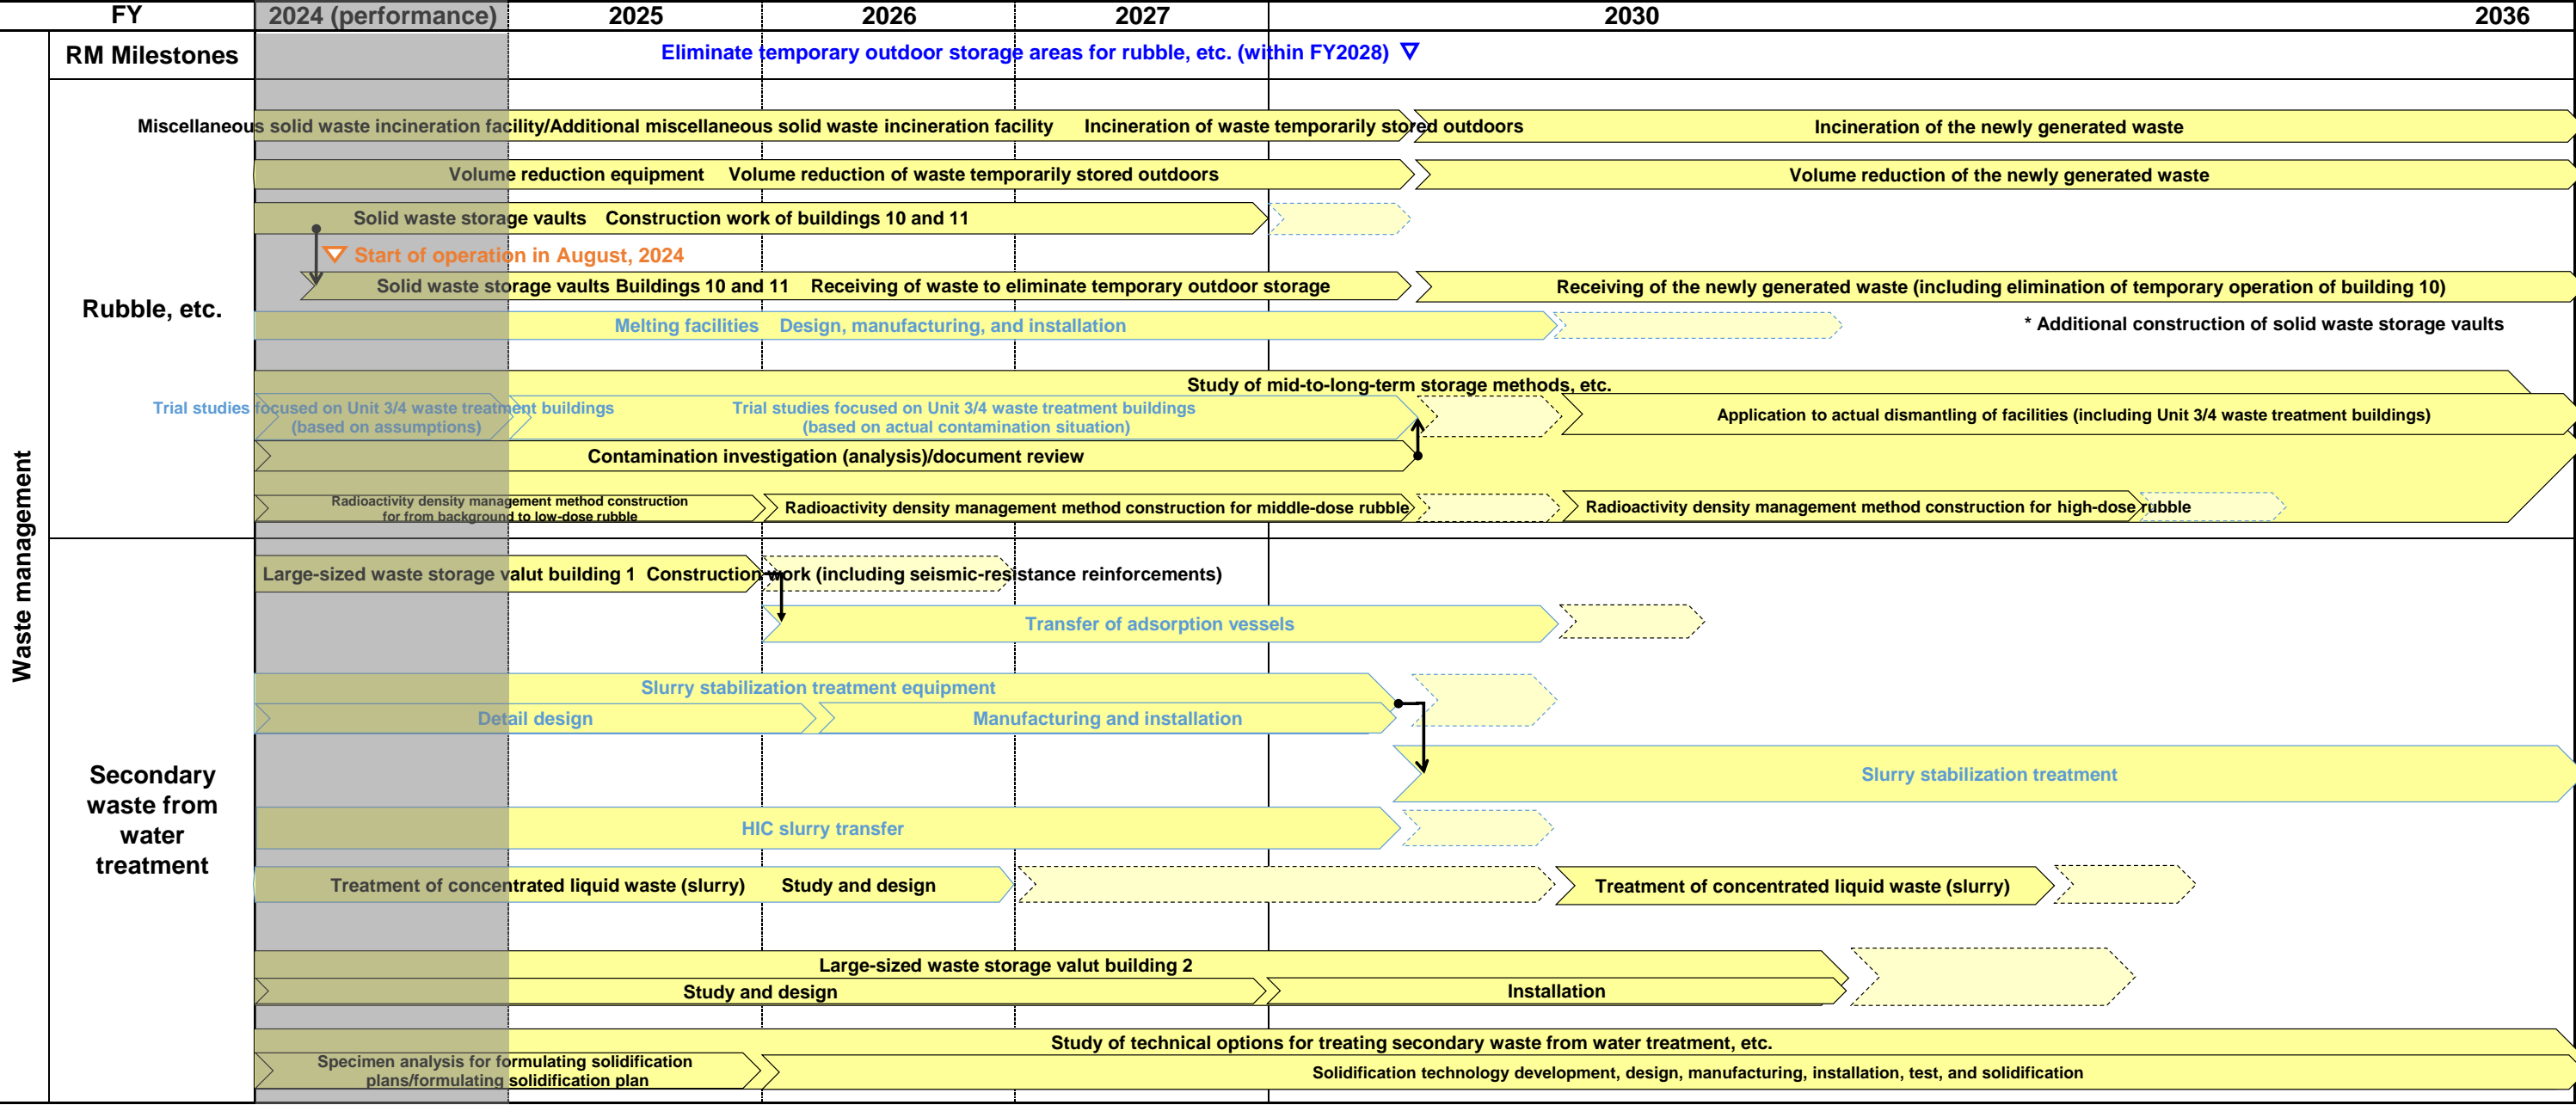 FY
2024 (performance)
2025
2026
2027
2030
2036
Waste management
RM Milestones
Eliminate temporary outdoor storage areas for rubble, etc. (within FY2028)
Rubble, etc.
Miscellaneous solid waste incineration facility/Additional miscellaneous solid waste incineration facility
Incineration of waste temporarily stored outdoors
Incineration of the newly generated waste
Volume reduction equipment
Volume reduction of waste temporarily stored outdoors
Volume reduction of the newly generated waste
Solid waste storage vaults
Construction work of buildings 10 and 11
Start of operation in August, 2024
Solid waste storage vaults Buildings 10 and 11
Receiving of waste to eliminate temporary outdoor storage
Receiving of the newly generated waste (including elimination of temporary operation of building 10)
Melting facilities
Design, manufacturing, and installation
* Additional construction of solid waste storage vaults
Study of mid-to-long-term storage methods, etc.
Trial studies focused on Unit 3/4 waste treatment buildings
(based on assumptions)
Trial studies focused on Unit 3/4 waste treatment buildings
(based on actual contamination situation)
Application to actual dismantling of facilities (including Unit 3/4 waste treatment buildings)
Contamination investigation (analysis)/document review
Radioactivity density management method construction
for from background to low-dose rubble
Radioactivity density management method construction for middle-dose rubble
Radioactivity density management method construction for high-dose rubble
Secondary
waste from
water
treatment
Large-sized waste storage valut building 1
Construction work (including seismic-resistance reinforcements)
Transfer of adsorption vessels
Slurry stabilization treatment equipment
Detail design
Manufacturing and installation
Slurry stabilization treatment
HIC slurry transfer
Treatment of concentrated liquid waste (slurry)
Study and design
Treatment of concentrated liquid waste (slurry)
Large-sized waste storage valut building 2
Study and design
Installation
Study of technical options for treating secondary waste from water treatment, etc.
Specimen analysis for formulating solidification
plans/formulating solidification plan
Solidification technology development, design, manufacturing, installation, test, and solidification